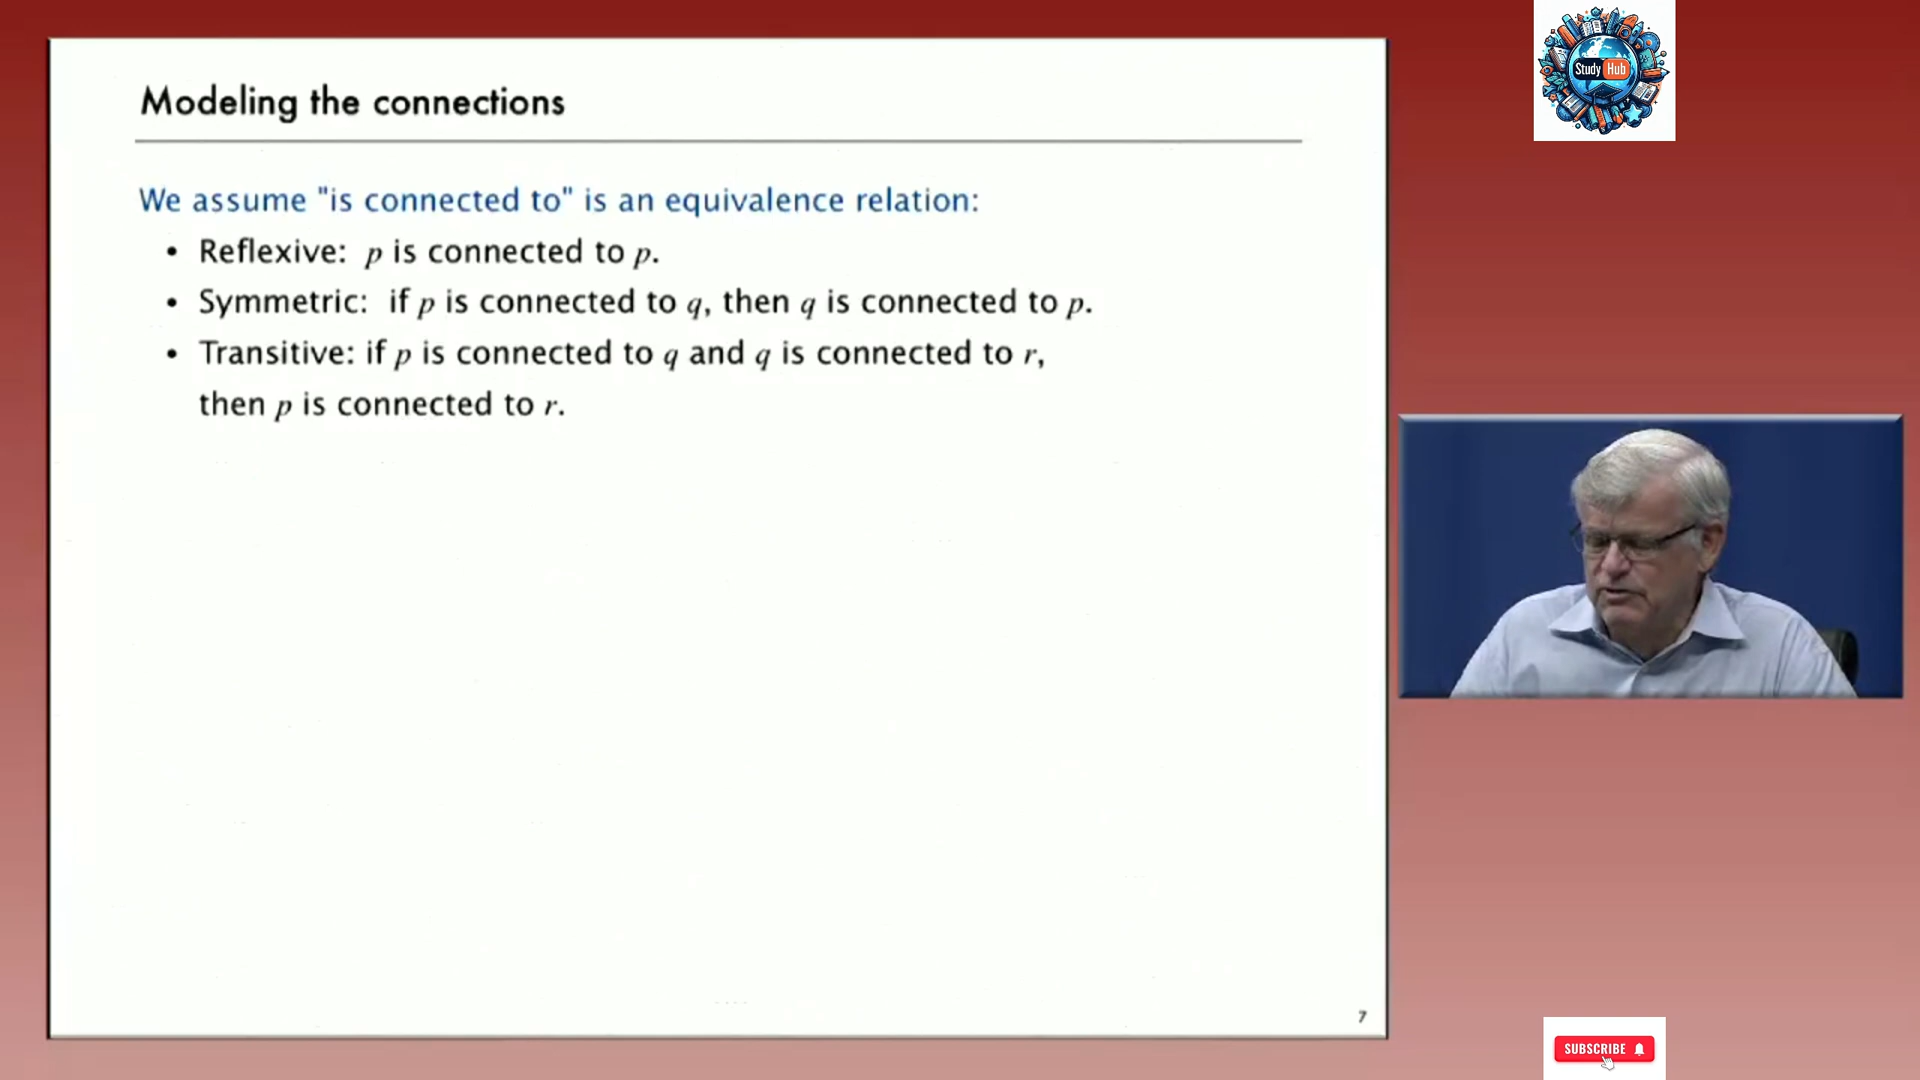 Modeling the connections
We assume "is connected to" is an equivalence relation:
• Reflexive: p is connected to p.
• Symmetric: if p is connected to q, then q is connected to p.
• Transitive: if p is connected to q and q is connected to r,
then p is connected to r.
7
Study Hub
SUBSCRIBE